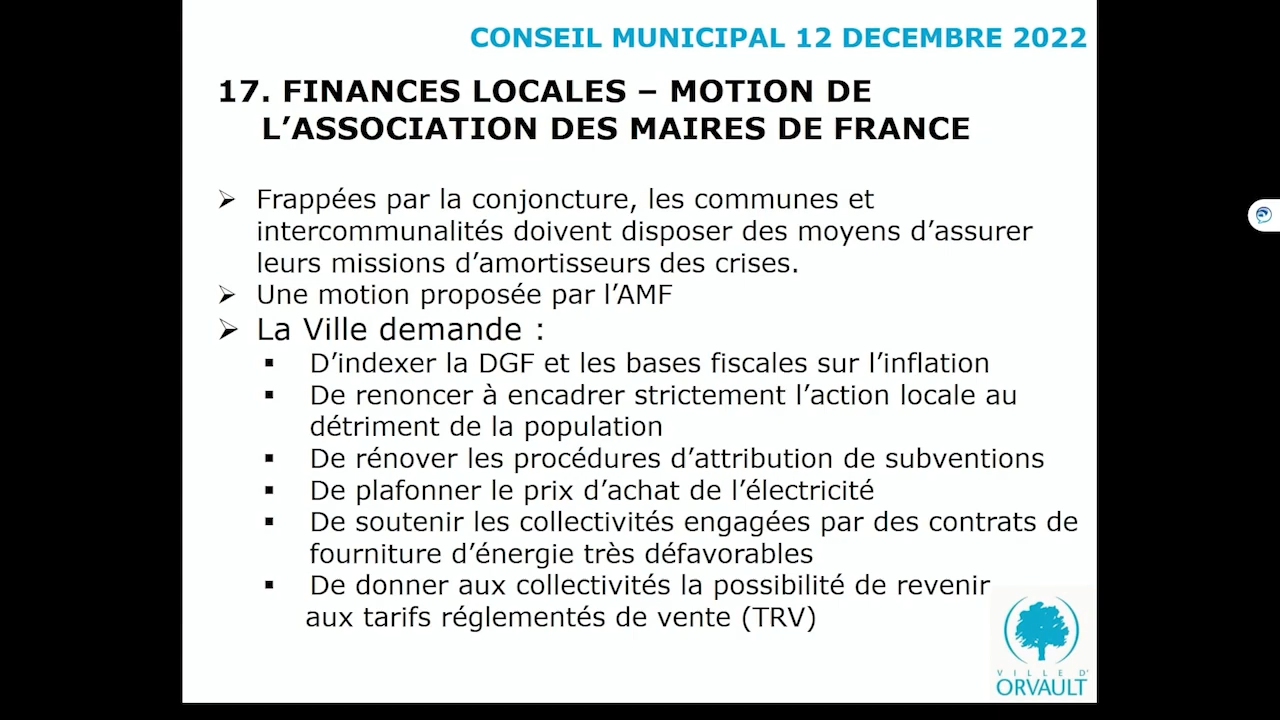 CONSEIL MUNICIPAL 12 DECEMBRE 2022
17. FINANCES LOCALES – MOTION DE
L’ASSOCIATION DES MAIRES DE FRANCE
➢ Frappées par la conjoncture, les communes et
intercommunalités doivent disposer des moyens d’assurer
leurs missions d’amortisseurs des crises.
➢ Une motion proposée par l’AMF
➢ La Ville demande :
▪ D’indexer la DGF et les bases fiscales sur l’inflation
▪ De renoncer à encadrer strictement l’action locale au
détriment de la population
▪ De rénover les procédures d’attribution de subventions
▪ De plafonner le prix d’achat de l’électricité
▪ De soutenir les collectivités engagées par des contrats de
fourniture d’énergie très défavorables
▪ De donner aux collectivités la possibilité de revenir
aux tarifs réglementés de vente (TRV)
VILLE D'
ORVAULT